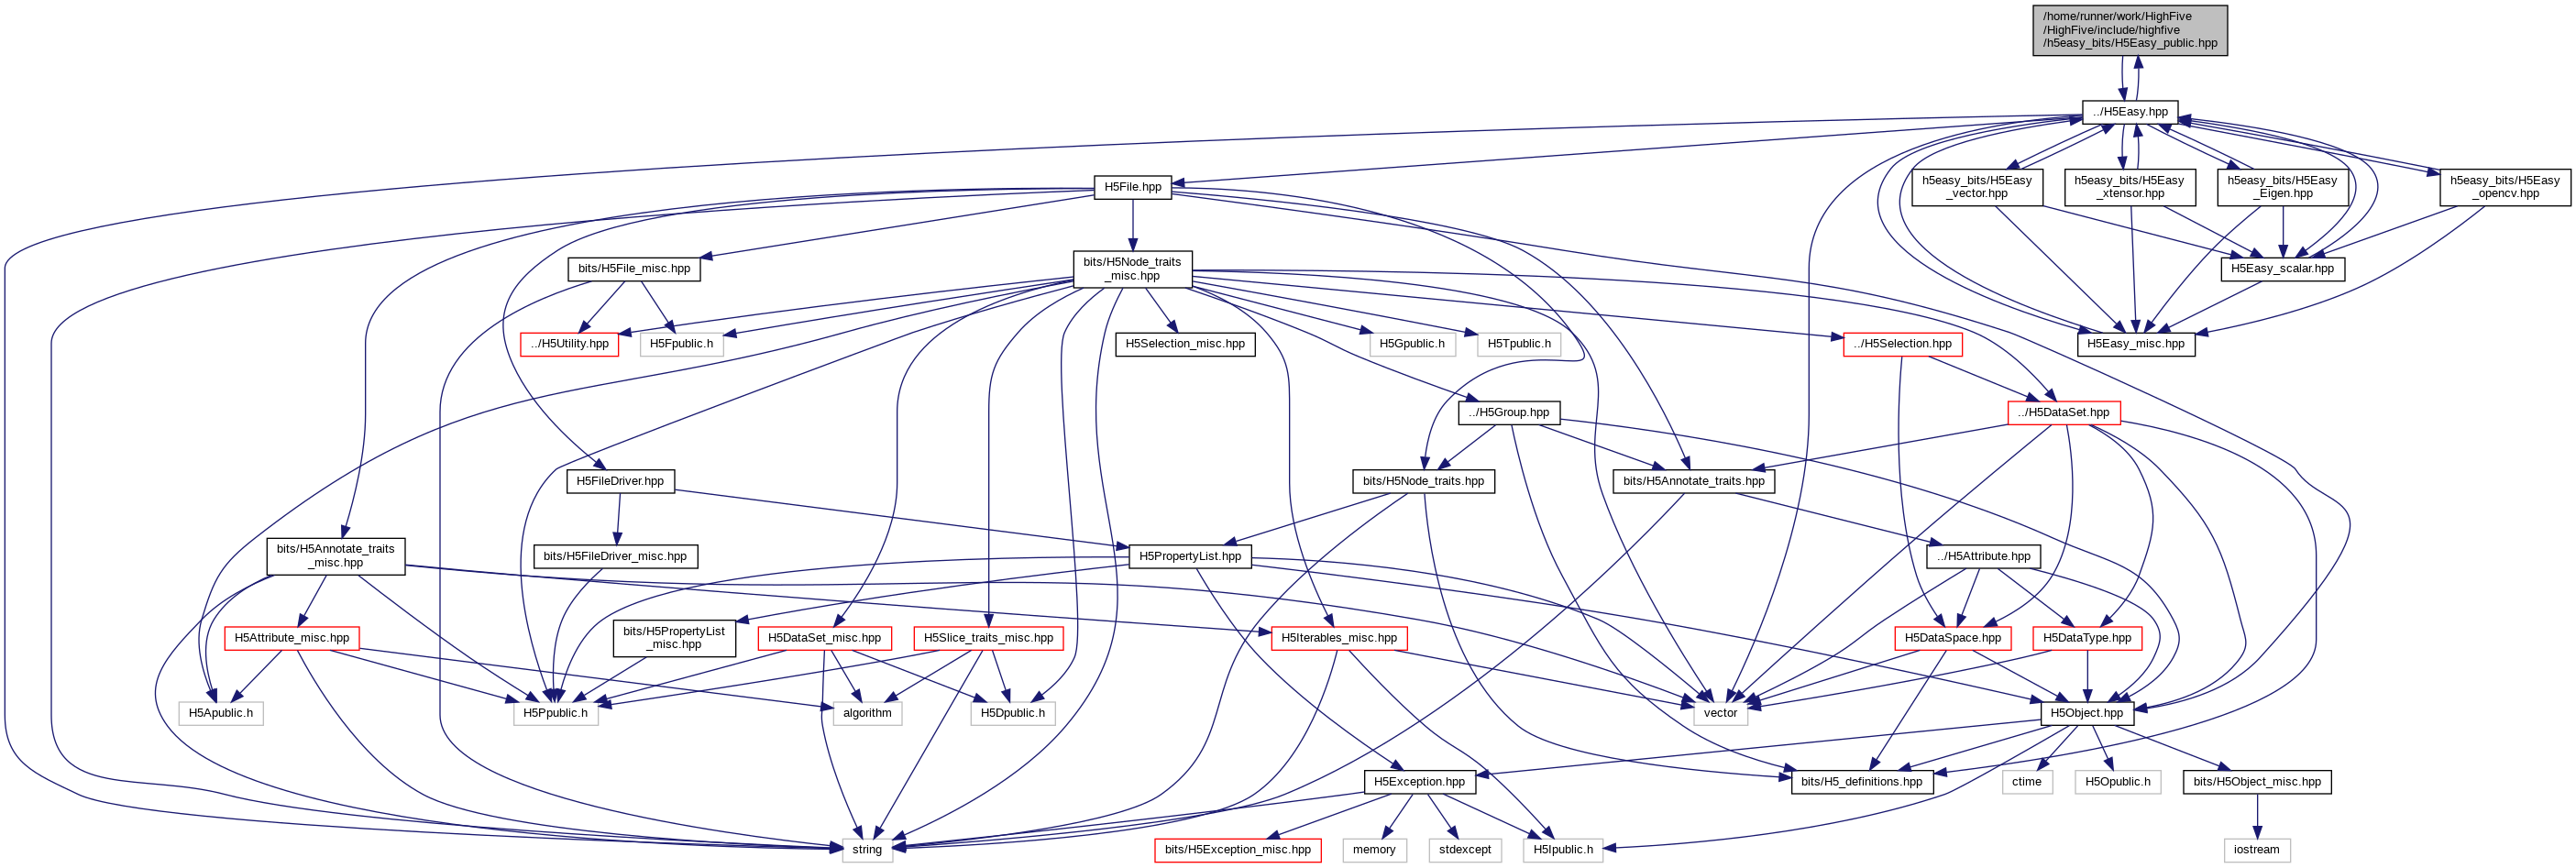 /home/runner/work/HighFive
/HighFive/include/highfive
/h5easy_bits/H5Easy_public.hpp
../H5Easy.hpp
H5File.hpp
h5easy_bits/H5Easy
_vector.hpp
h5easy_bits/H5Easy
_xtensor.hpp
h5easy_bits/H5Easy
_Eigen.hpp
h5easy_bits/H5Easy
_opencv.hpp
bits/H5File_misc.hpp
bits/H5Node_traits
_misc.hpp
H5Easy_scalar.hpp
../H5Utility.hpp
H5Fpublic.h
H5Selection_misc.hpp
H5Gpublic.h
H5Tpublic.h
../H5Selection.hpp
H5Easy_misc.hpp
../H5Group.hpp
../H5DataSet.hpp
H5FileDriver.hpp
bits/H5Node_traits.hpp
bits/H5Annotate_traits.hpp
bits/H5Annotate_traits
_misc.hpp
bits/H5FileDriver_misc.hpp
H5PropertyList.hpp
../H5Attribute.hpp
H5Attribute_misc.hpp
bits/H5PropertyList
_misc.hpp
H5DataSet_misc.hpp
H5Slice_traits_misc.hpp
H5Iterables_misc.hpp
H5DataSpace.hpp
H5DataType.hpp
H5Apublic.h
H5Ppublic.h
algorithm
H5Dpublic.h
vector
H5Object.hpp
H5Exception.hpp
bits/H5_definitions.hpp
ctime
H5Opublic.h
bits/H5Object_misc.hpp
string
bits/H5Exception_misc.hpp
memory
stdexcept
H5Ipublic.h
iostream